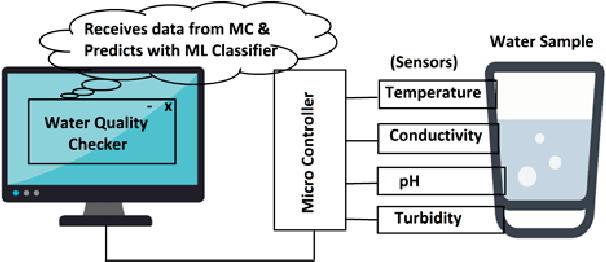 Receives data from MC &
Predicts with ML Classifier
- x
Water Quality
Checker
Micro Controller
(Sensors)
Temperature
Conductivity
pH
Turbidity
Water Sample